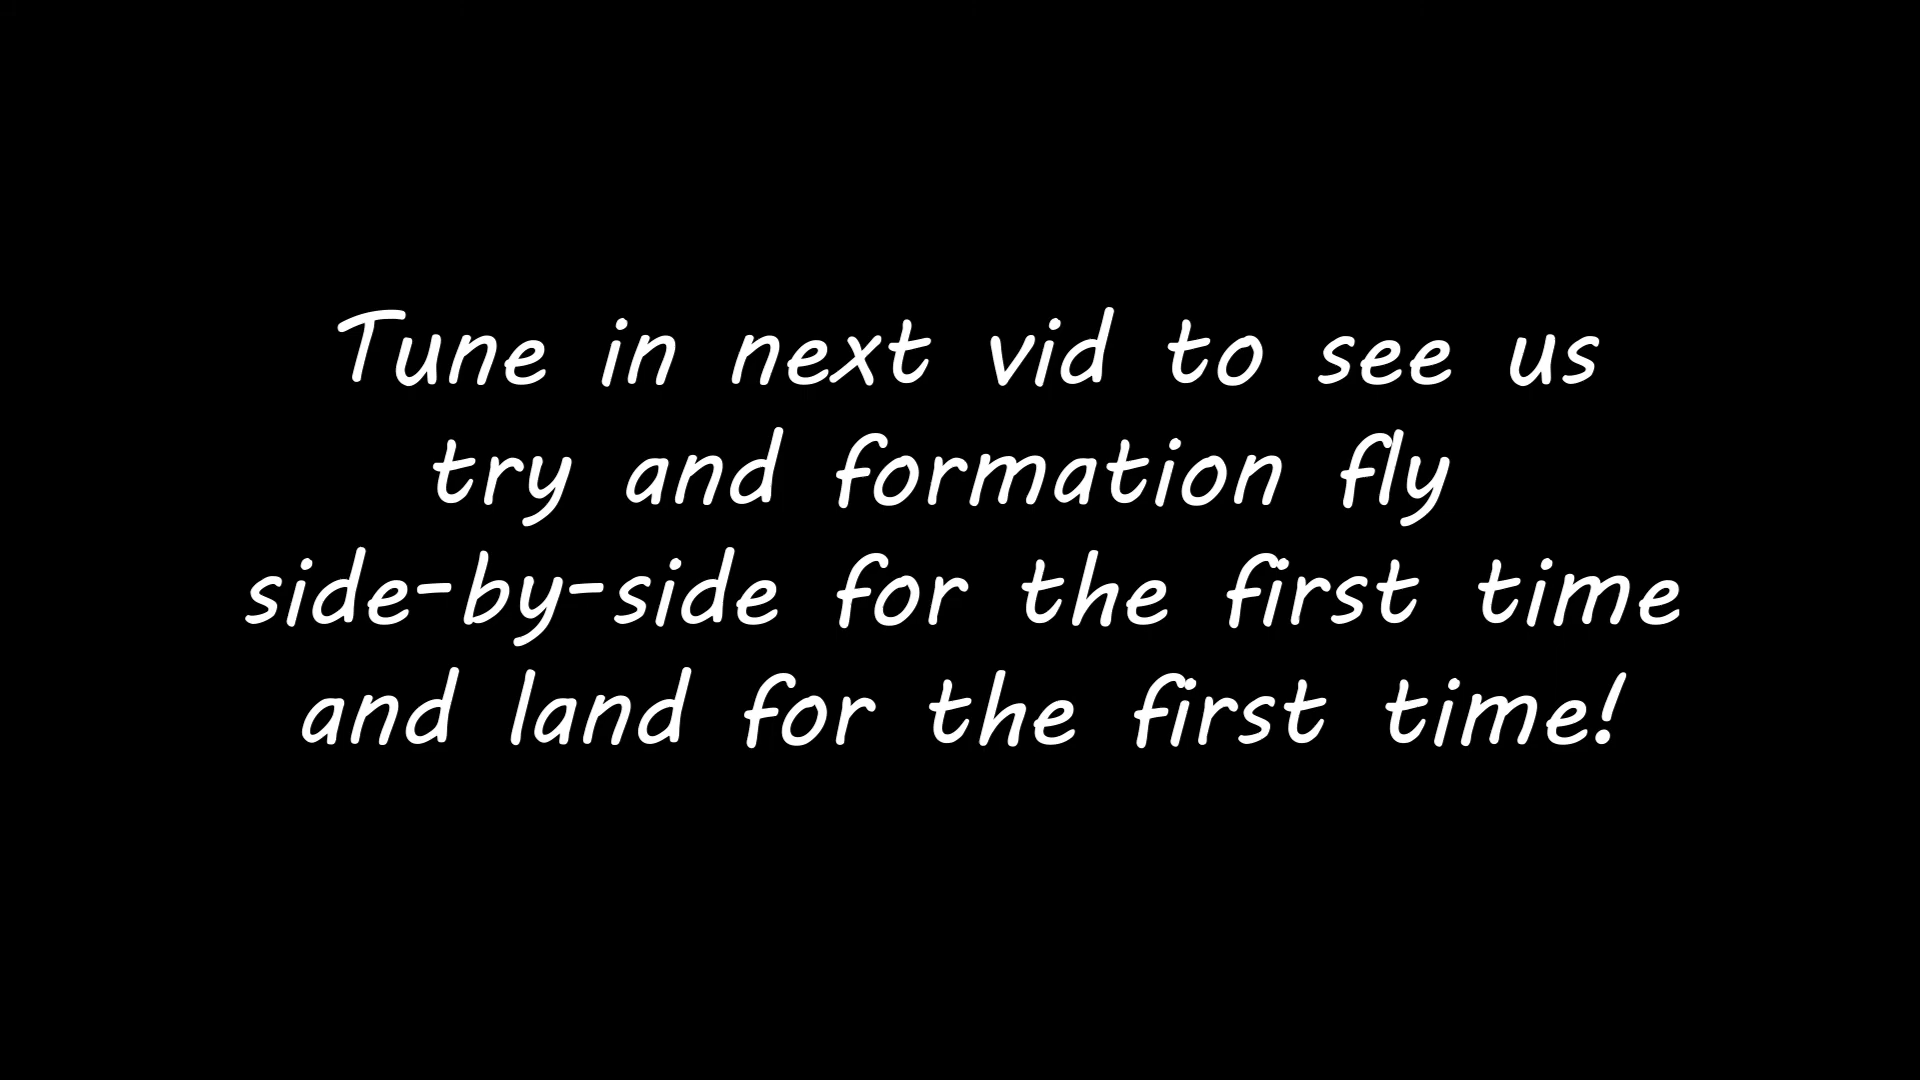 Tune in next vid to see us
try and formation fly
side-by-side for the first time
and land for the first time!